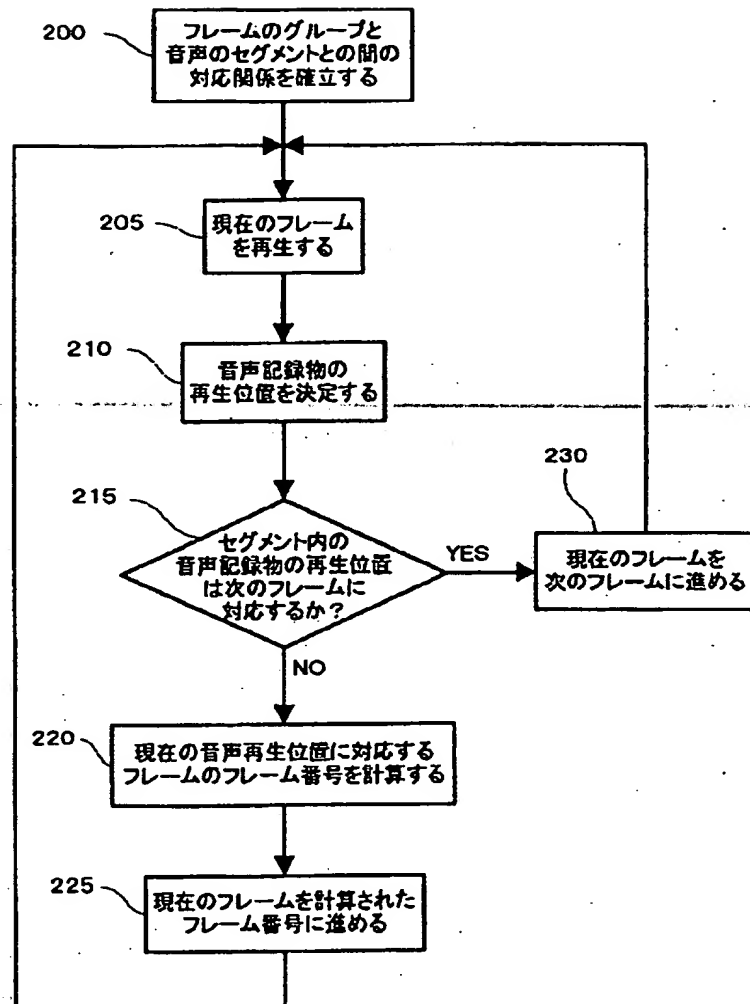 200
フレームのグループと
音声のセグメントとの間の
対応関係を確立する
205
現在のフレーム
を再生する
210
音声記録物の
再生位置を決定する
215
セグメント内の
音声記録物の再生位置
は次のフレームに
対応するか?
YES
230
現在のフレームを
次のフレームに進める
NO
220
現在の音声再生位置に対応する
フレームのフレーム番号を計算する
225
現在のフレームを計算された
フレーム番号に進める